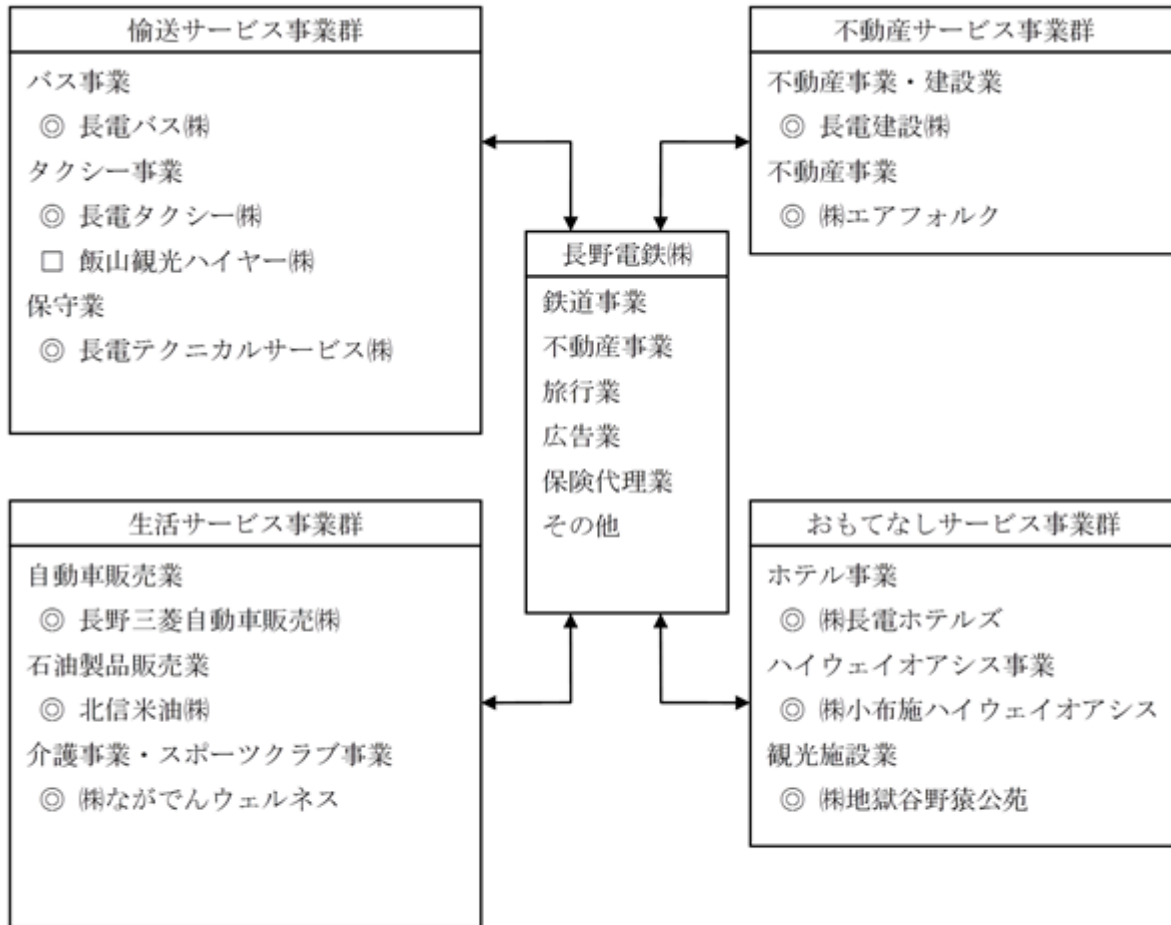 愉送サービス事業群
バス事業
◎ 長電バス㈱
タクシー事業
◎ 長電タクシー㈱
□ 飯山観光ハイヤー㈱
保守業
◎ 長電テクニカルサービス㈱
不動産サービス事業群
不動産事業・建設業
◎ 長電建設㈱
不動産事業
◎ ㈱エアフォルク
長野電鉄㈱
鉄道事業
不動産事業
旅行業
広告業
保険代理業
その他
生活サービス事業群
自動車販売業
◎ 長野三菱自動車販売㈱
石油製品販売業
◎ 北信米油㈱
介護事業・スポーツクラブ事業
◎ ㈱ながでんウェルネス
おもてなしサービス事業群
ホテル事業
◎ ㈱長電ホテルズ
ハイウェイオアシス事業
◎ ㈱小布施ハイウェイオアシス
観光施設業
◎ ㈱地獄谷野猿公苑